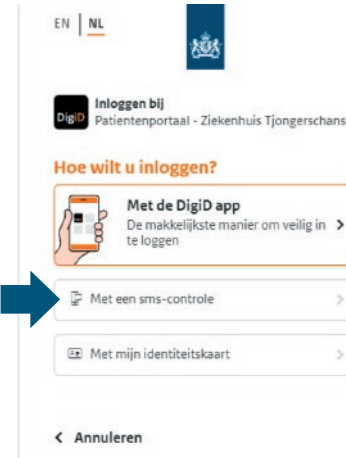 EN | NL
DigiD
Inloggen bij
Patientenportaal - Ziekenhuis Tjongerschans
Hoe wilt u inloggen?
Met de DigiD app
De makkelijkste manier om veilig in
te loggen
Met een sms-controle
Met mijn identiteitskaart
Annuleren